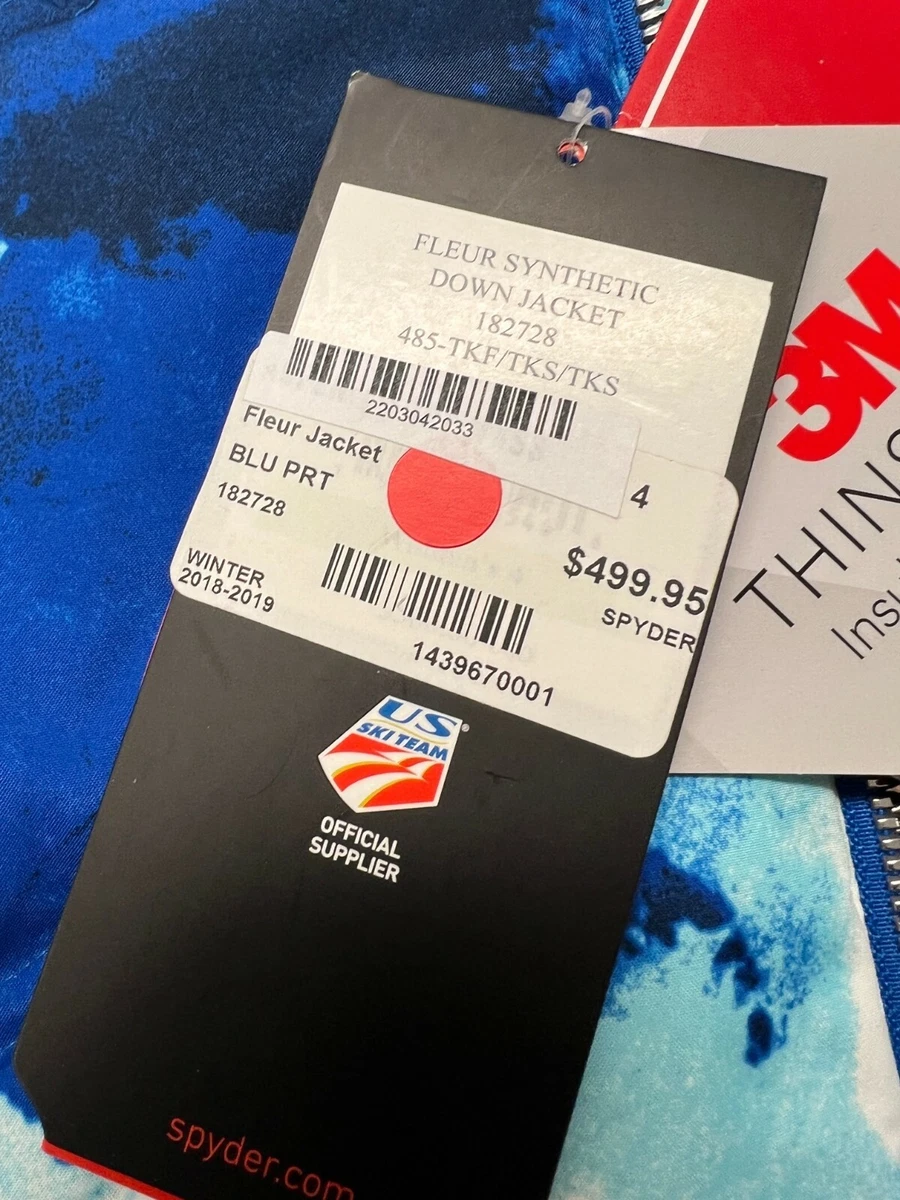 FLEUR SYNTHETIC
DOWN JACKET
182728
485-TKF/TKS/TKS
2203042033
Fleur Jacket
BLU PRT
182728
4
$499.95
SPYDER
WINTER
2018-2019
1439670001
US
SKI TEAM
®
OFFICIAL
SUPPLIER
spyder.com
3M